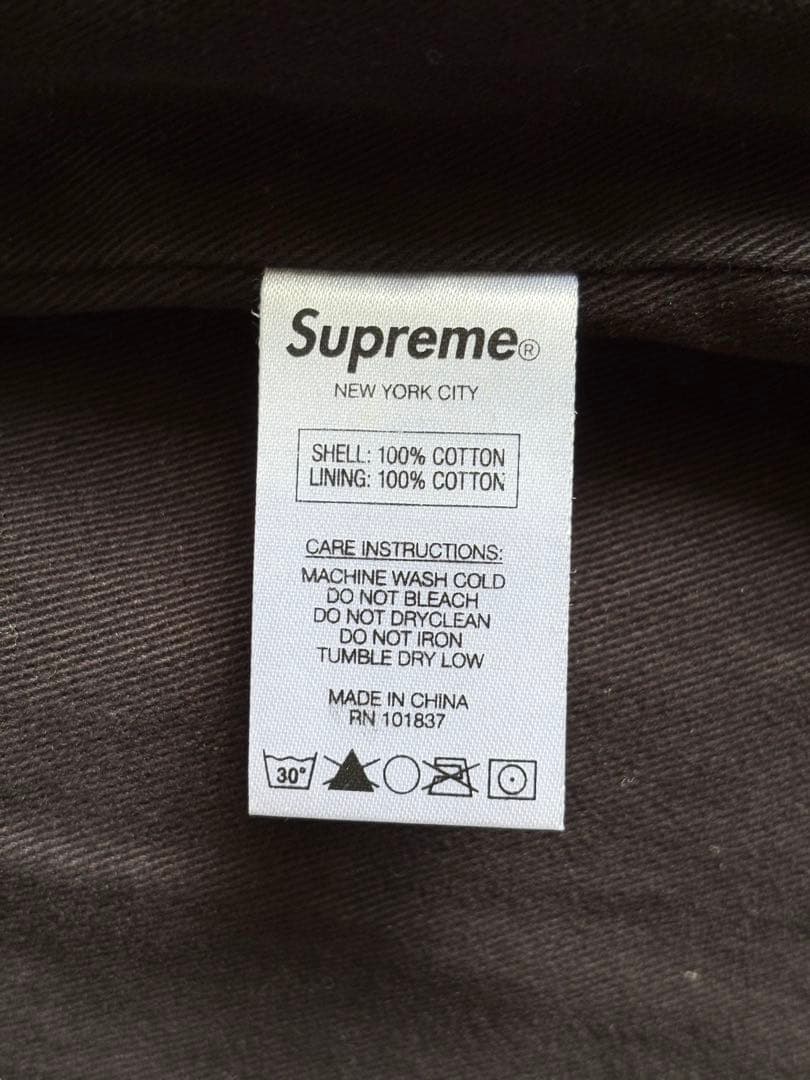 Supreme®
NEW YORK CITY
SHELL: 100% COTTON
LINING: 100% COTTON
CARE INSTRUCTIONS:
MACHINE WASH COLD
DO NOT BLEACH
DO NOT DRYCLEAN
DO NOT IRON
TUMBLE DRY LOW
MADE IN CHINA
RN 101837
30°